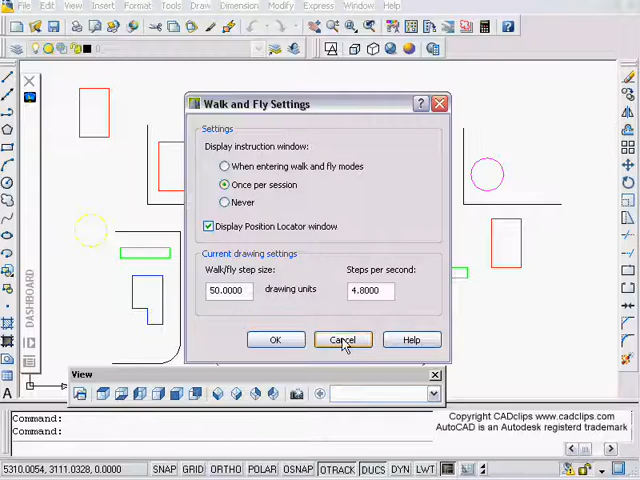 File Edit View Insert Format Tools Draw Dimension Modify Express Window Help
Walk and Fly Settings
Settings
Display instruction window:
When entering walk and fly modes
Once per session
Never
Display Position Locator window
Current drawing settings
Walk/fly step size:
Steps per second:
50.0000 drawing units 4.8000
OK Cancel Help
DASHBOARD
View
Command:
Command:
Copyright CADclips www.cadclips.com
AutoCAD is an Autodesk registerd trademark
5310.0054, 3111.0328, 0.0000 SNAP GRID ORTHO POLAR OSNAP OTRACK DUCS DYN LWT